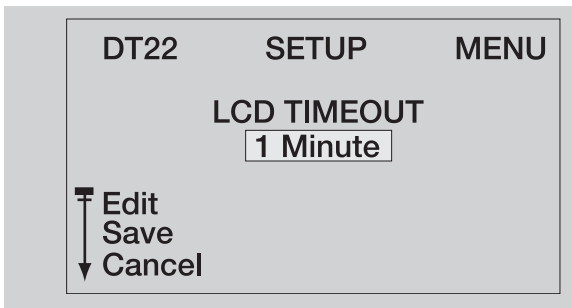 DT22 SETUP MENU
LCD TIMEOUT
1 Minute
Edit
Save
Cancel